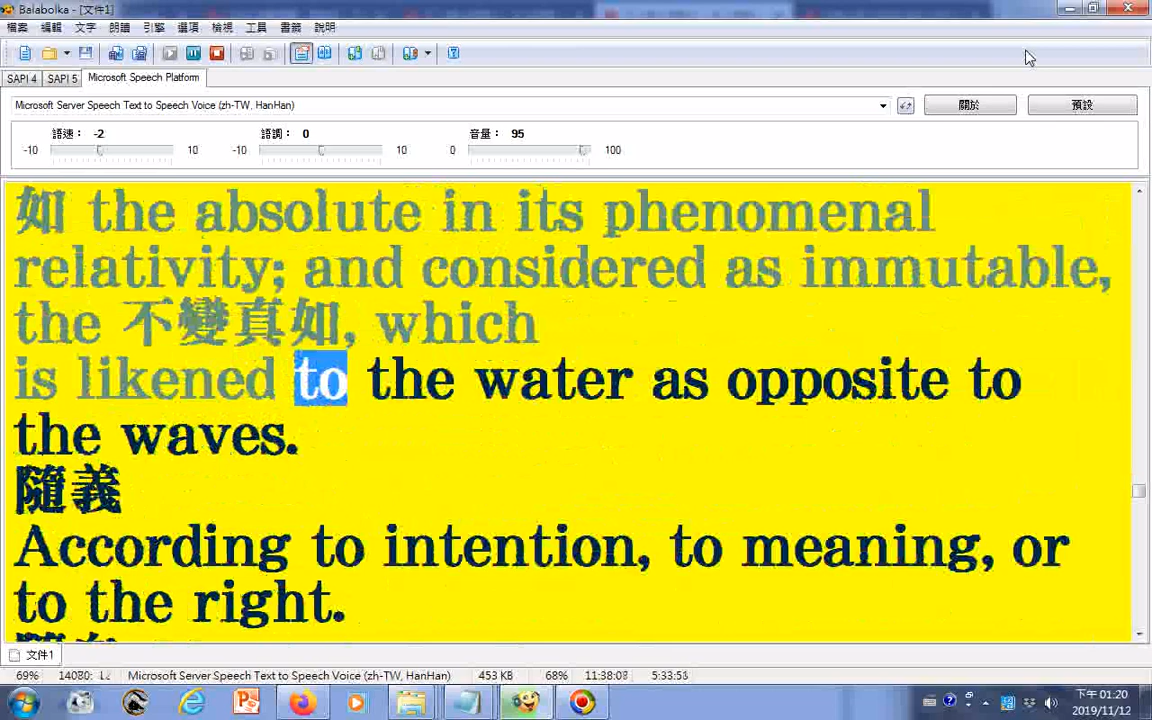 Balabolka - [文件1]
檔案 編輯 文字 朗讀 引擎 選項 檢視 工具 書籤 說明
SAPI 4 SAPI 5 Microsoft Speech Platform
Microsoft Server Speech Text to Speech Voice (zh-TW, HanHan) 關於 預設
語速： -2 語調： 0 音量： 95
-10 10 -10 10 0 100
如 the absolute in its phenomenal
relativity; and considered as immutable,
the 不變真如, which
is likened to the water as opposite to
the waves.
隨義
According to intention, to meaning, or
to the right.
文件1
69% Microsoft Server Speech Text to Speech Voice (zh-TW, HanHan) 453 KB 68% 11:38:08 5:33:58
下午 01:20
2019/11/12